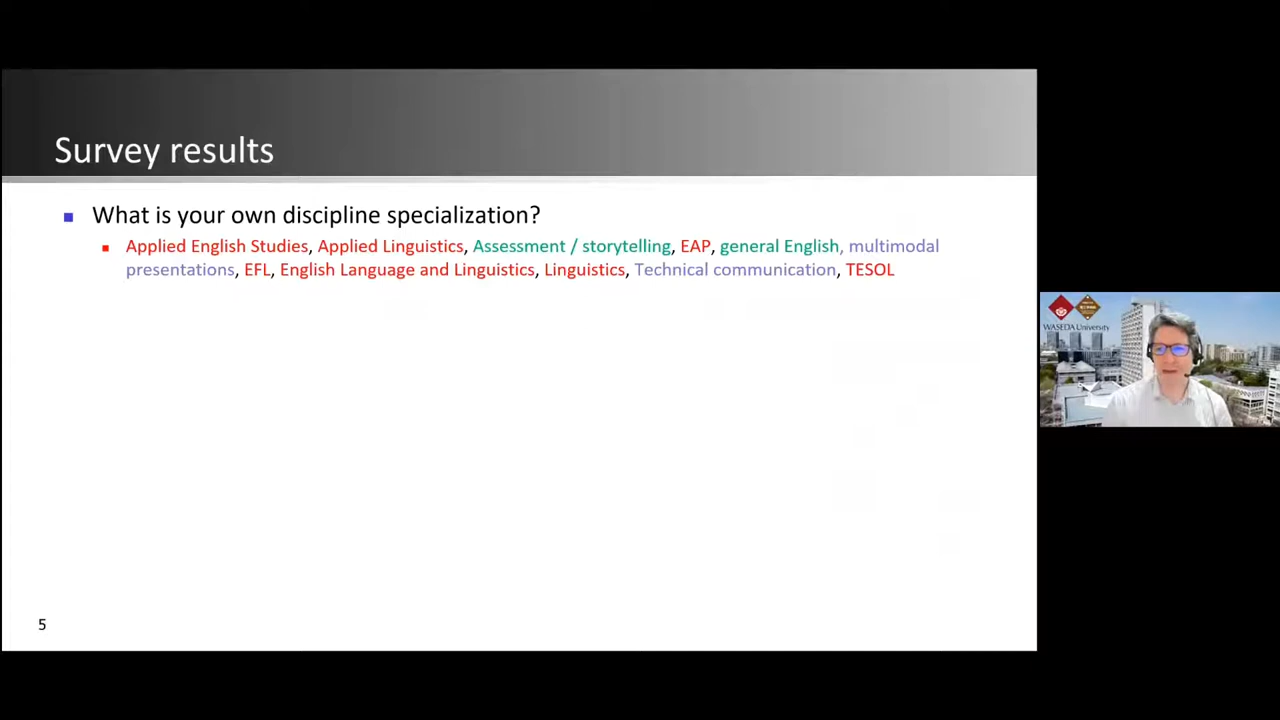 Survey results
What is your own discipline specialization?
Applied English Studies, Applied Linguistics, Assessment / storytelling, EAP, general English, multimodal
presentations, EFL, English Language and Linguistics, Linguistics, Technical communication, TESOL
5
WASEDA University